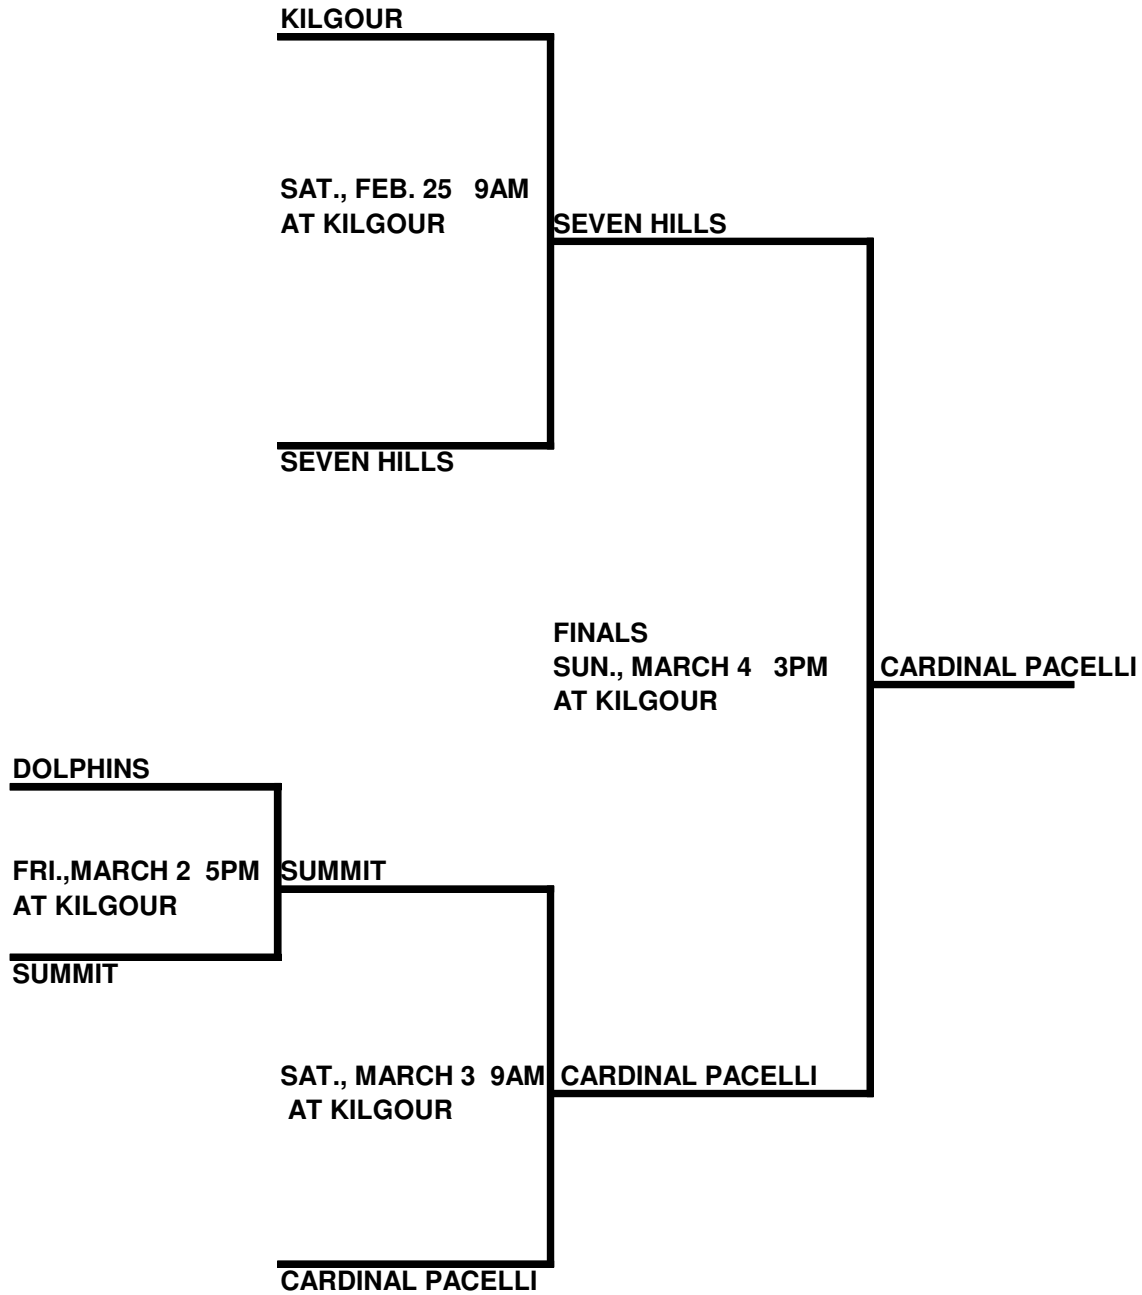 KILGOUR
SAT., FEB. 25 9AM
AT KILGOUR
SEVEN HILLS
SEVEN HILLS
FINALS
SUN., MARCH 4 3PM
AT KILGOUR
CARDINAL PACELLI
DOLPHINS
FRI.,MARCH 2 5PM
AT KILGOUR
SUMMIT
SUMMIT
SAT., MARCH 3 9AM
AT KILGOUR
CARDINAL PACELLI
CARDINAL PACELLI